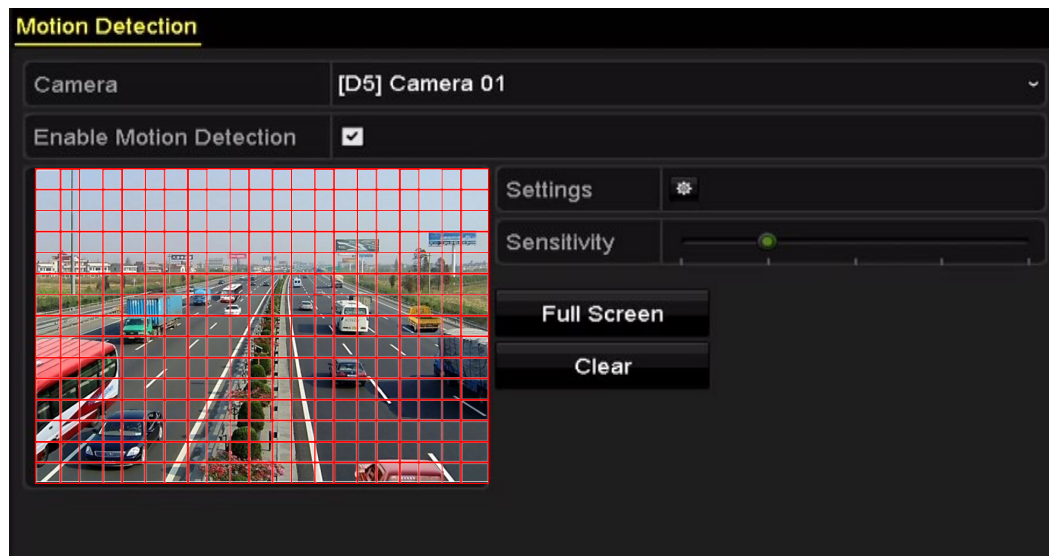 Motion Detection
Camera
[D5] Camera 01
Enable Motion Detection
Settings
Sensitivity
Full Screen
Clear